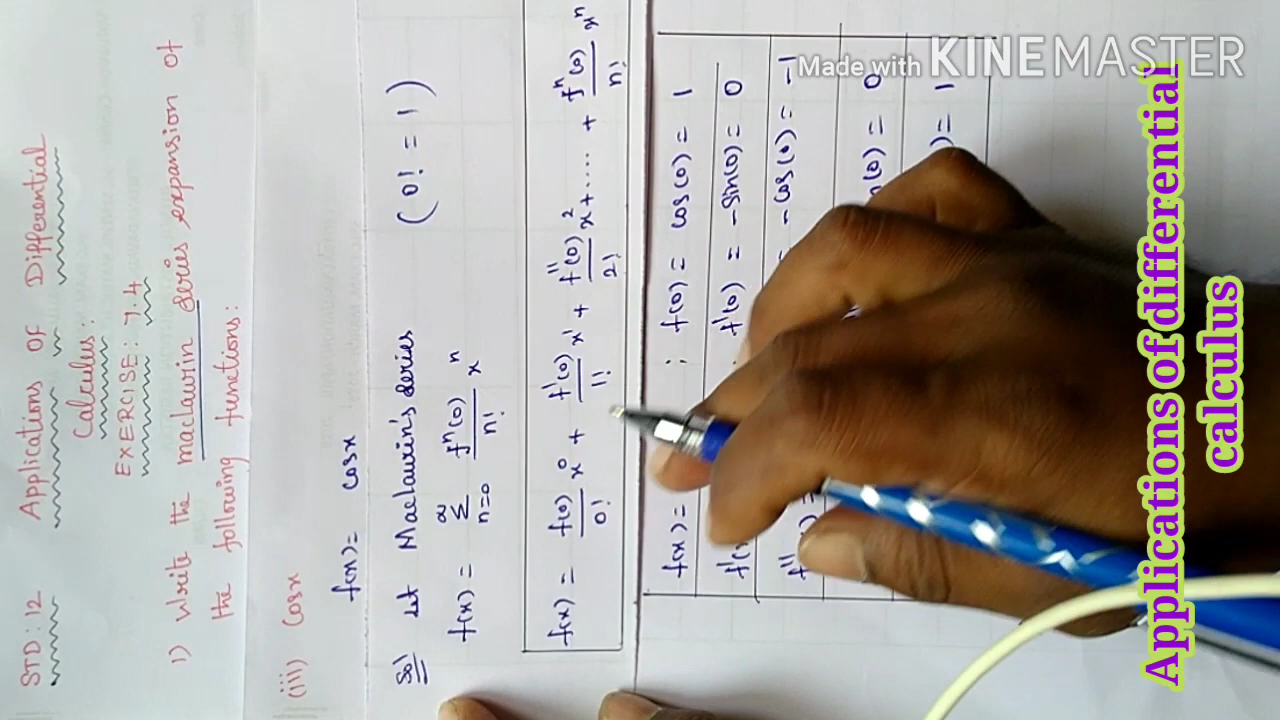 STD: 12 Applications Of Differential
Calculus:
EXERCISE: 7.4
1) Write the maclaurin series expansion of
the following functions:
(iii) cosx
f(x) = cosx
Sol Let Maclaurin's series (0! = 1)
f(x) = ∞ Σ n=0 fⁿ(0)/n! xⁿ
f(x) = f(0)/0! x⁰ + f'(0)/1! x¹ + f''(0)/2! x² + ..... + fⁿ(0)/n! xⁿ
f(x) = ; f(0) = cos(0) = 1
f'(x f'(0) = -sin(0) = 0
f'' = -cos(0) = -1
n(0) = 0
) = 1
Made with KINEMASTER
Applications of differential
calculus